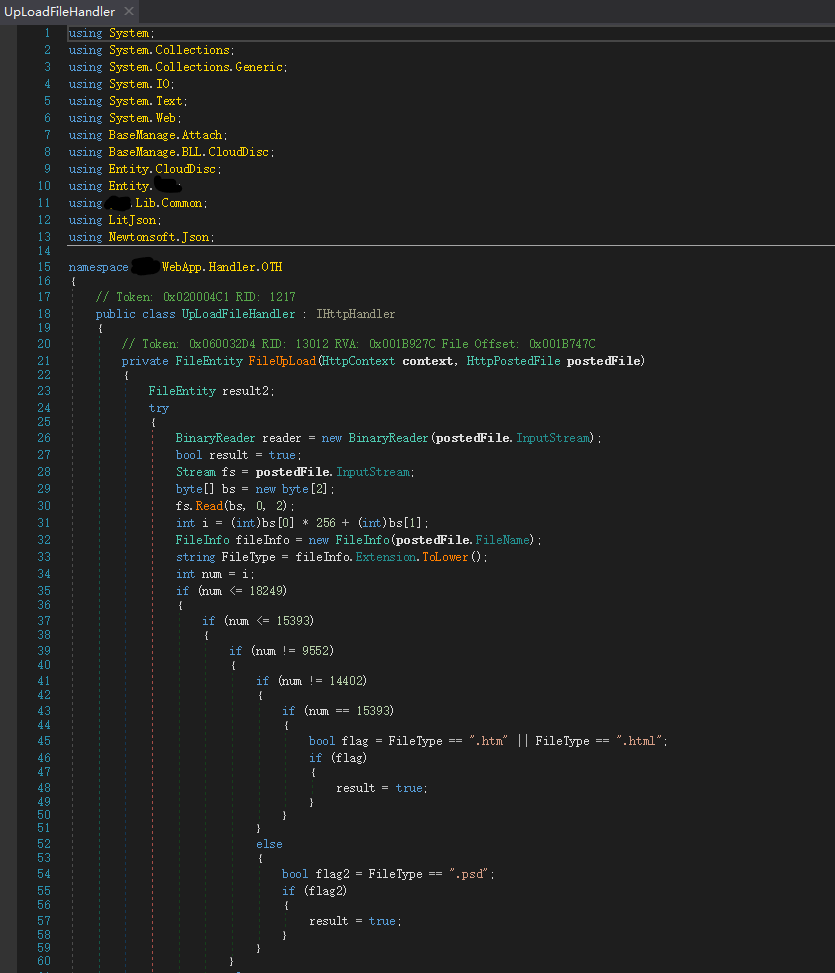 UpLoadFileHandler ×
1 using System;
2 using System.Collections;
3 using System.Collections.Generic;
4 using System.IO;
5 using System.Text;
6 using System.Web;
7 using BaseManage.Attach;
8 using BaseManage.BLL.CloudDisc;
9 using Entity.CloudDisc;
10 using Entity. ;
11 using .Lib.Common;
12 using LitJson;
13 using Newtonsoft.Json;
14
15 namespace WebApp.Handler.OTH
16 {
17 // Token: 0x020004C1 RID: 1217
18 public class UpLoadFileHandler : IHttpHandler
19 {
20 // Token: 0x060032D4 RID: 13012 RVA: 0x001B927C File Offset: 0x001B747C
21 private FileEntity FileUpLoad(HttpContext context, HttpPostedFile postedFile)
22 {
23 FileEntity result2;
24 try
25 {
26 BinaryReader reader = new BinaryReader(postedFile.InputStream);
27 bool result = true;
28 Stream fs = postedFile.InputStream;
29 byte[] bs = new byte[2];
30 fs.Read(bs, 0, 2);
31 int i = (int)bs[0] * 256 + (int)bs[1];
32 FileInfo fileInfo = new FileInfo(postedFile.FileName);
33 string FileType = fileInfo.Extension.ToLower();
34 int num = i;
35 if (num <= 18249)
36 {
37 if (num <= 15393)
38 {
39 if (num != 9552)
40 {
41 if (num != 14402)
42 {
43 if (num == 15393)
44 {
45 bool flag = FileType == ".htm" || FileType == ".html";
46 if (flag)
47 {
48 result = true;
49 }
50 }
51 }
52 else
53 {
54 bool flag2 = FileType == ".psd";
55 if (flag2)
56 {
57 result = true;
58 }
59 }
60 }